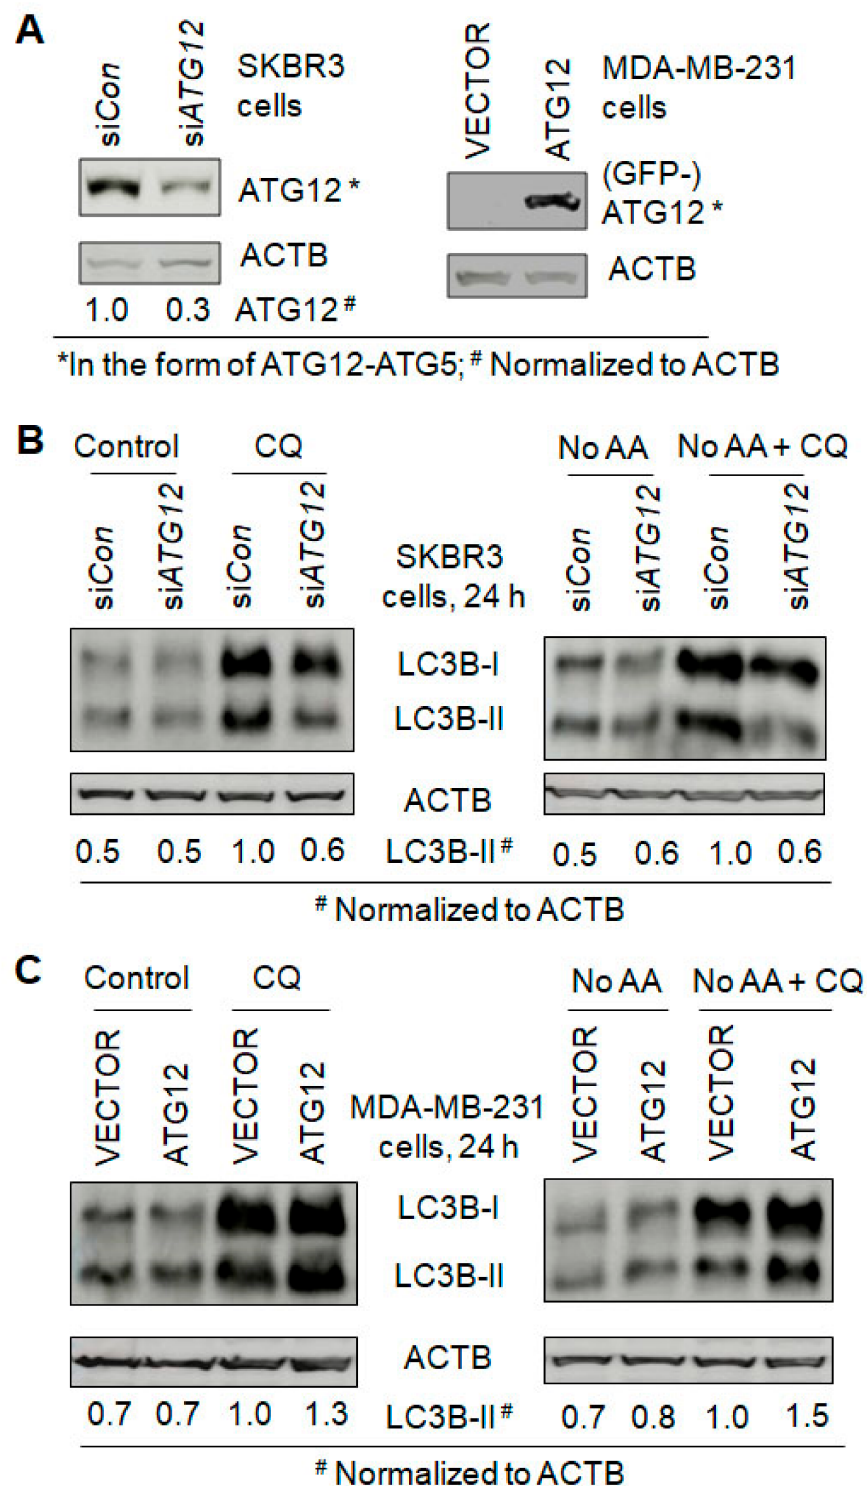 A
siCon
siATG12
SKBR3
cells
VECTOR
ATG12
MDA-MB-231
cells
ATG12 *
(GFP-)
ATG12 *
ACTB
ACTB
1.0 0.3 ATG12 #
*In the form of ATG12-ATG5; # Normalized to ACTB
B
Control CQ No AA No AA + CQ
siCon siATG12 siCon siATG12 siCon siATG12 siCon siATG12
SKBR3
cells, 24 h
LC3B-I
LC3B-II
ACTB
0.5 0.5 1.0 0.6 LC3B-II # 0.5 0.6 1.0 0.6
# Normalized to ACTB
C
Control CQ No AA No AA + CQ
VECTOR ATG12 VECTOR ATG12 VECTOR ATG12 VECTOR ATG12
MDA-MB-231
cells, 24 h
LC3B-I
LC3B-II
ACTB
0.7 0.7 1.0 1.3 LC3B-II # 0.7 0.8 1.0 1.5
# Normalized to ACTB